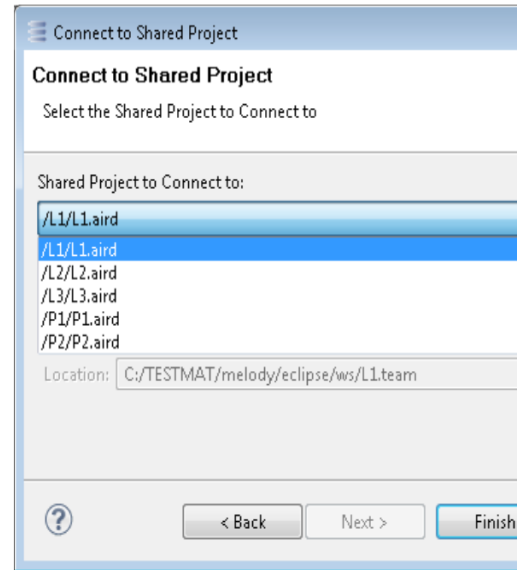 Connect to Shared Project
Connect to Shared Project
Select the Shared Project to Connect to
Shared Project to Connect to:
/L1/L1.aird
/L1/L1.aird
/L2/L2.aird
/L3/L3.aird
/P1/P1.aird
/P2/P2.aird
Location: C:/TESTMAT/melody/eclipse/ws/L1.team
?
< Back Next > Finish